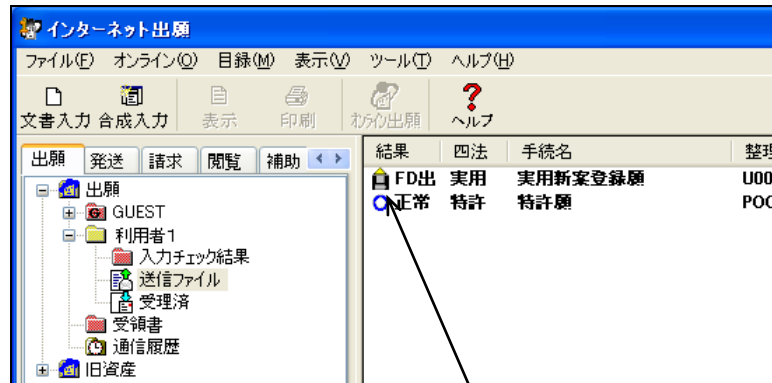 インターネット出願
ファイル(F) オンライン(O) 目録(M) 表示(V) ツール(T) ヘルプ(H)
文書入力 合成入力 表示 印刷 オンライン出願 ヘルプ
出願 発送 請求 閲覧 補助
結果 四法 手続名 整理
出願
GUEST
利用者1
入力チェック結果
送信ファイル
受理済
受領書
通信履歴
旧資産
FD出 実用 実用新案登録願 U00
正常 特許 特許願 POC